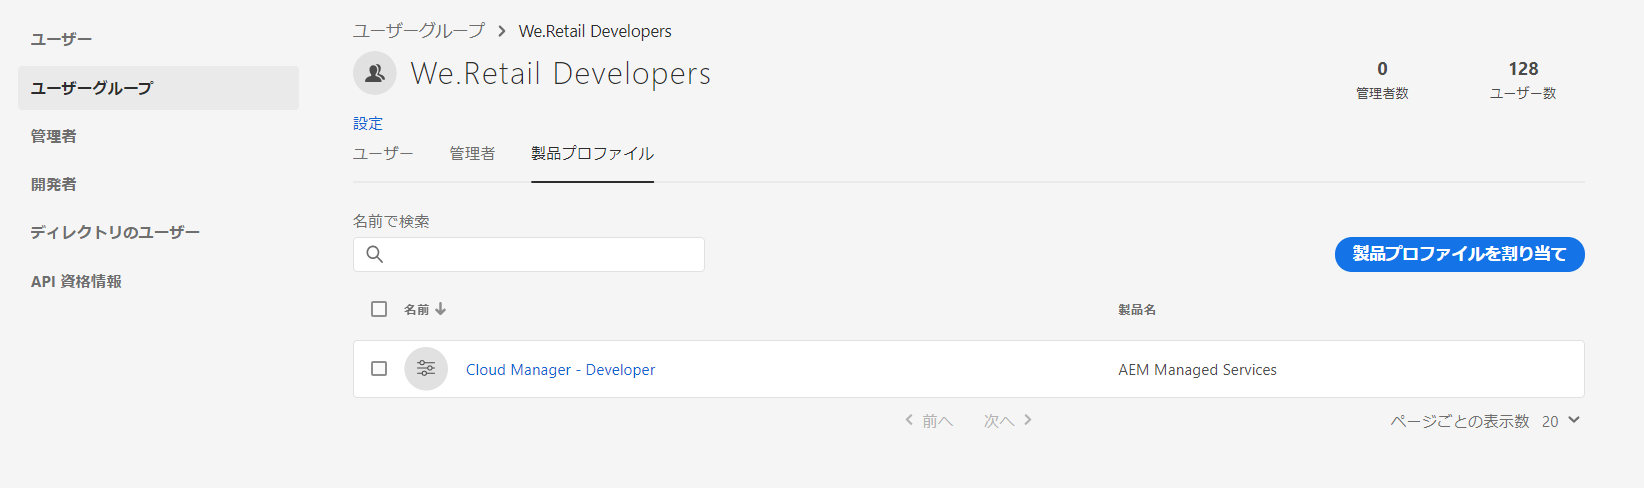 ユーザー
ユーザーグループ
管理者
開発者
ディレクトリのユーザー
API 資格情報
ユーザーグループ We.Retail Developers
We.Retail Developers
0 128
管理者数 ユーザー数
設定
ユーザー 管理者 製品プロファイル
名前で検索
製品プロファイルを割り当て
名前 製品名
Cloud Manager - Developer AEM Managed Services
前へ 次へ ページごとの表示数 20